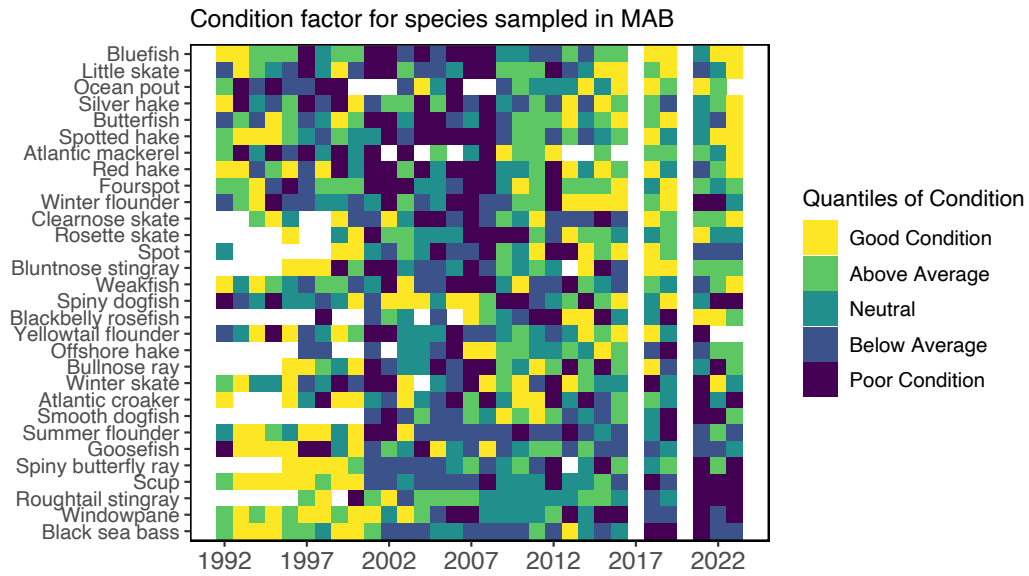 Condition factor for species sampled in MAB
Bluefish
Little skate
Ocean pout
Silver hake
Butterfish
Spotted hake
Atlantic mackerel
Red hake
Fourspot
Winter flounder
Clearnose skate
Rosette skate
Spot
Bluntnose stingray
Weakfish
Spiny dogfish
Blackbelly rosefish
Yellowtail flounder
Offshore hake
Bullnose ray
Winter skate
Atlantic croaker
Smooth dogfish
Summer flounder
Goosefish
Spiny butterfly ray
Scup
Roughtail stingray
Windowpane
Black sea bass
1992 1997 2002 2007 2012 2017 2022
Quantiles of Condition
Good Condition
Above Average
Neutral
Below Average
Poor Condition